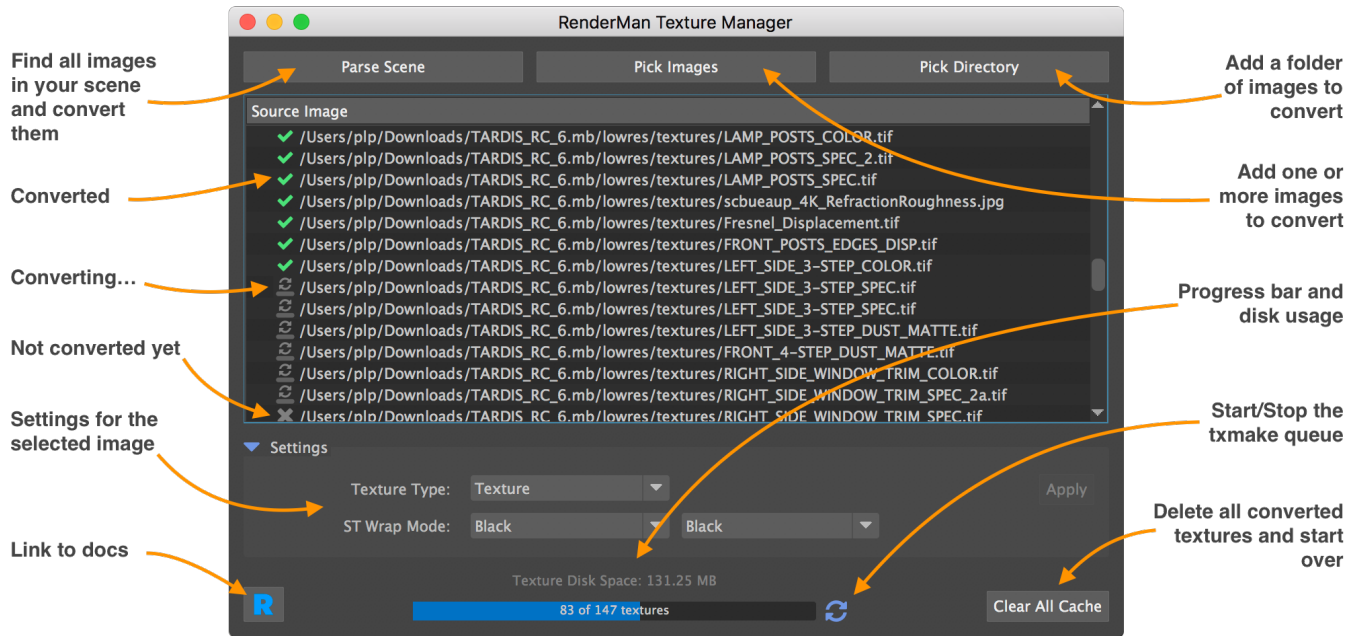 RenderMan Texture Manager
Find all images
in your scene
and convert
them
Parse Scene
Pick Images
Pick Directory
Add a folder
of images to
convert
Source Image
/Users/plp/Downloads/TARDIS_RC_6.mb/lowres/textures/LAMP_POSTS_COLOR.tif
/Users/plp/Downloads/TARDIS_RC_6.mb/lowres/textures/LAMP_POSTS_SPEC_2.tif
/Users/plp/Downloads/TARDIS_RC_6.mb/lowres/textures/LAMP_POSTS_SPEC.tif
/Users/plp/Downloads/TARDIS_RC_6.mb/lowres/textures/scbueaup_4K_RefractionRoughness.jpg
/Users/plp/Downloads/TARDIS_RC_6.mb/lowres/textures/Fresnel_Displacement.tif
/Users/plp/Downloads/TARDIS_RC_6.mb/lowres/textures/FRONT_POSTS_EDGES_DISP.tif
/Users/plp/Downloads/TARDIS_RC_6.mb/lowres/textures/LEFT_SIDE_3-STEP_COLOR.tif
/Users/plp/Downloads/TARDIS_RC_6.mb/lowres/textures/LEFT_SIDE_3-STEP_SPEC.tif
/Users/plp/Downloads/TARDIS_RC_6.mb/lowres/textures/LEFT_SIDE_3-STEP_SPEC.tif
/Users/plp/Downloads/TARDIS_RC_6.mb/lowres/textures/LEFT_SIDE_3-STEP_DUST_MATTE.tif
/Users/plp/Downloads/TARDIS_RC_6.mb/lowres/textures/FRONT_4-STEP_DUST_MATTE.tif
/Users/plp/Downloads/TARDIS_RC_6.mb/lowres/textures/RIGHT_SIDE_WINDOW_TRIM_COLOR.tif
/Users/plp/Downloads/TARDIS_RC_6.mb/lowres/textures/RIGHT_SIDE_WINDOW_TRIM_SPEC_2a.tif
/Users/plp/Downloads/TARDIS_RC_6.mb/lowres/textures/RIGHT_SIDE_WINDOW_TRIM_SPEC.tif
Converted
Converting...
Not converted yet
Add one or
more images
to convert
Progress bar and
disk usage
Settings for the
selected image
Settings
Texture Type: Texture
Apply
ST Wrap Mode: Black Black
Start/Stop the
txmake queue
Delete all converted
textures and start
over
Link to docs
R
Texture Disk Space: 131.25 MB
83 of 147 textures
Clear All Cache